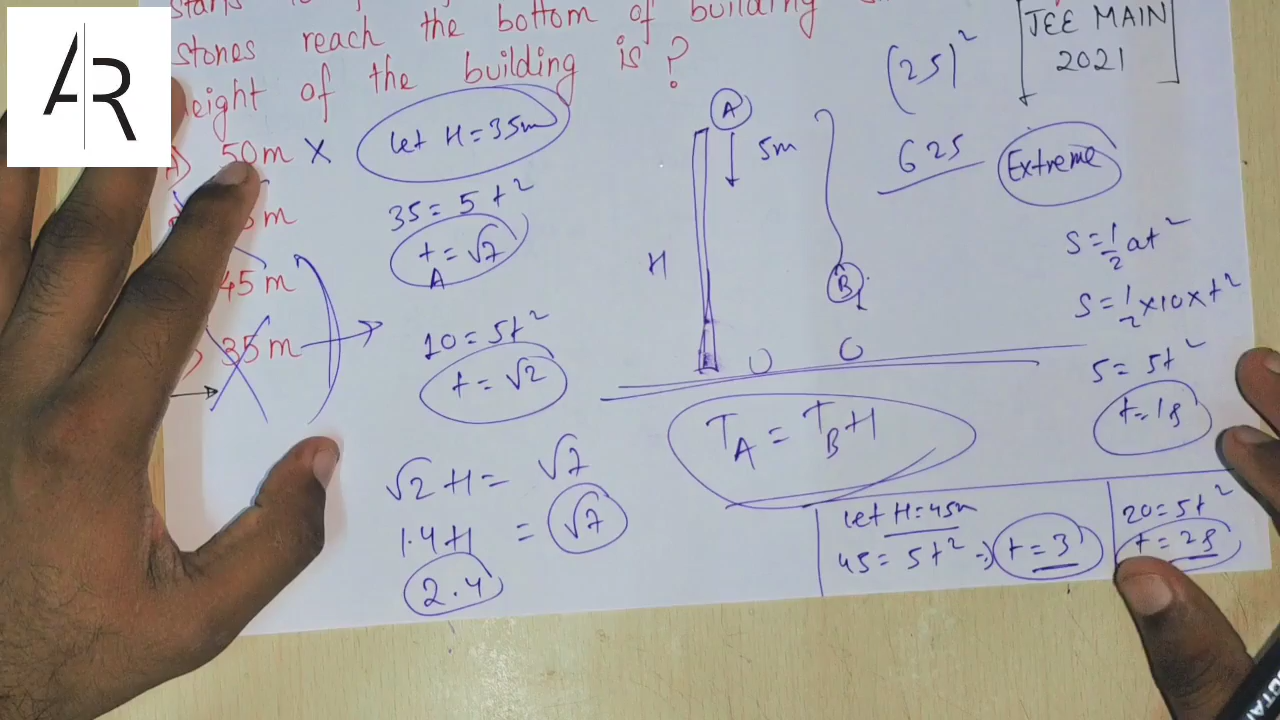 AR
stones reach the bottom of building
height of the building is ?
JEE MAIN
2021
(25)²
625
Extreme
A) 50m X
45m
35m
let H=35m
35=5t²
t=√7
A
10=5t²
t=√2
√2+1= √7
1.4+1 = √7
2.4
A
5m
H
B
T_A = T_B+1
S=½at²
S=½×10×t²
5=5t²
t=1s
let H=45m
45=5t² ⇒ t=3
20=5t²
t=2s